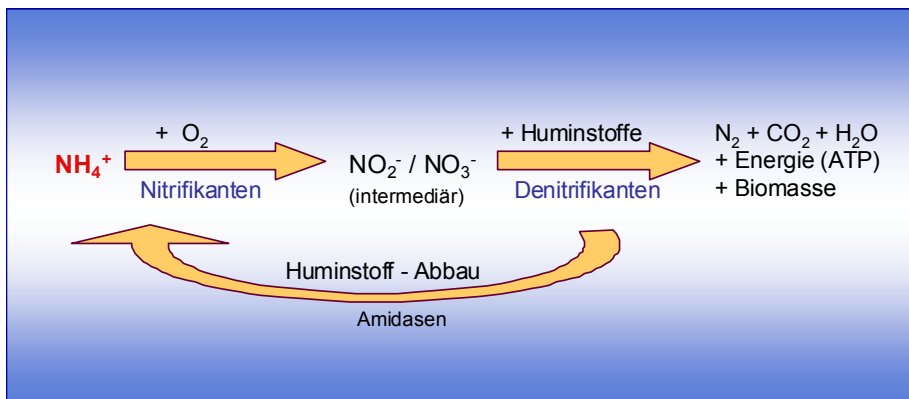 + O₂
NH₄⁺
Nitrifikanten
NO₂⁻ / NO₃⁻
(intermediär)
+ Huminstoffe
Denitrifikanten
N₂ + CO₂ + H₂O
+ Energie (ATP)
+ Biomasse
Huminstoff - Abbau
Amidasen